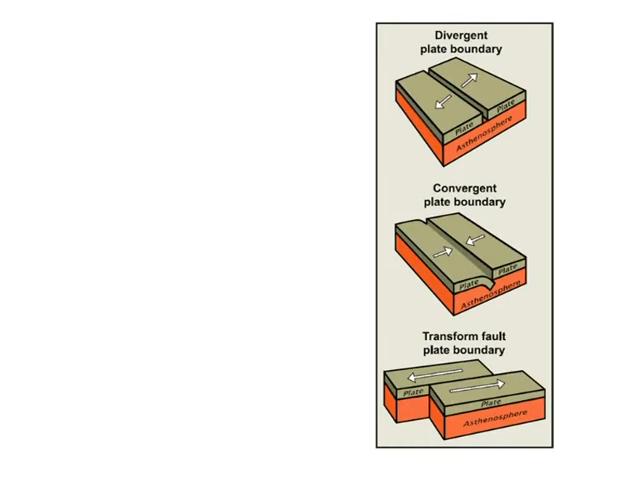 Divergent
plate boundary
Plate
Plate
Asthenosphere
Convergent
plate boundary
Plate
Plate
Asthenosphere
Transform fault
plate boundary
Plate
Plate
Asthenosphere